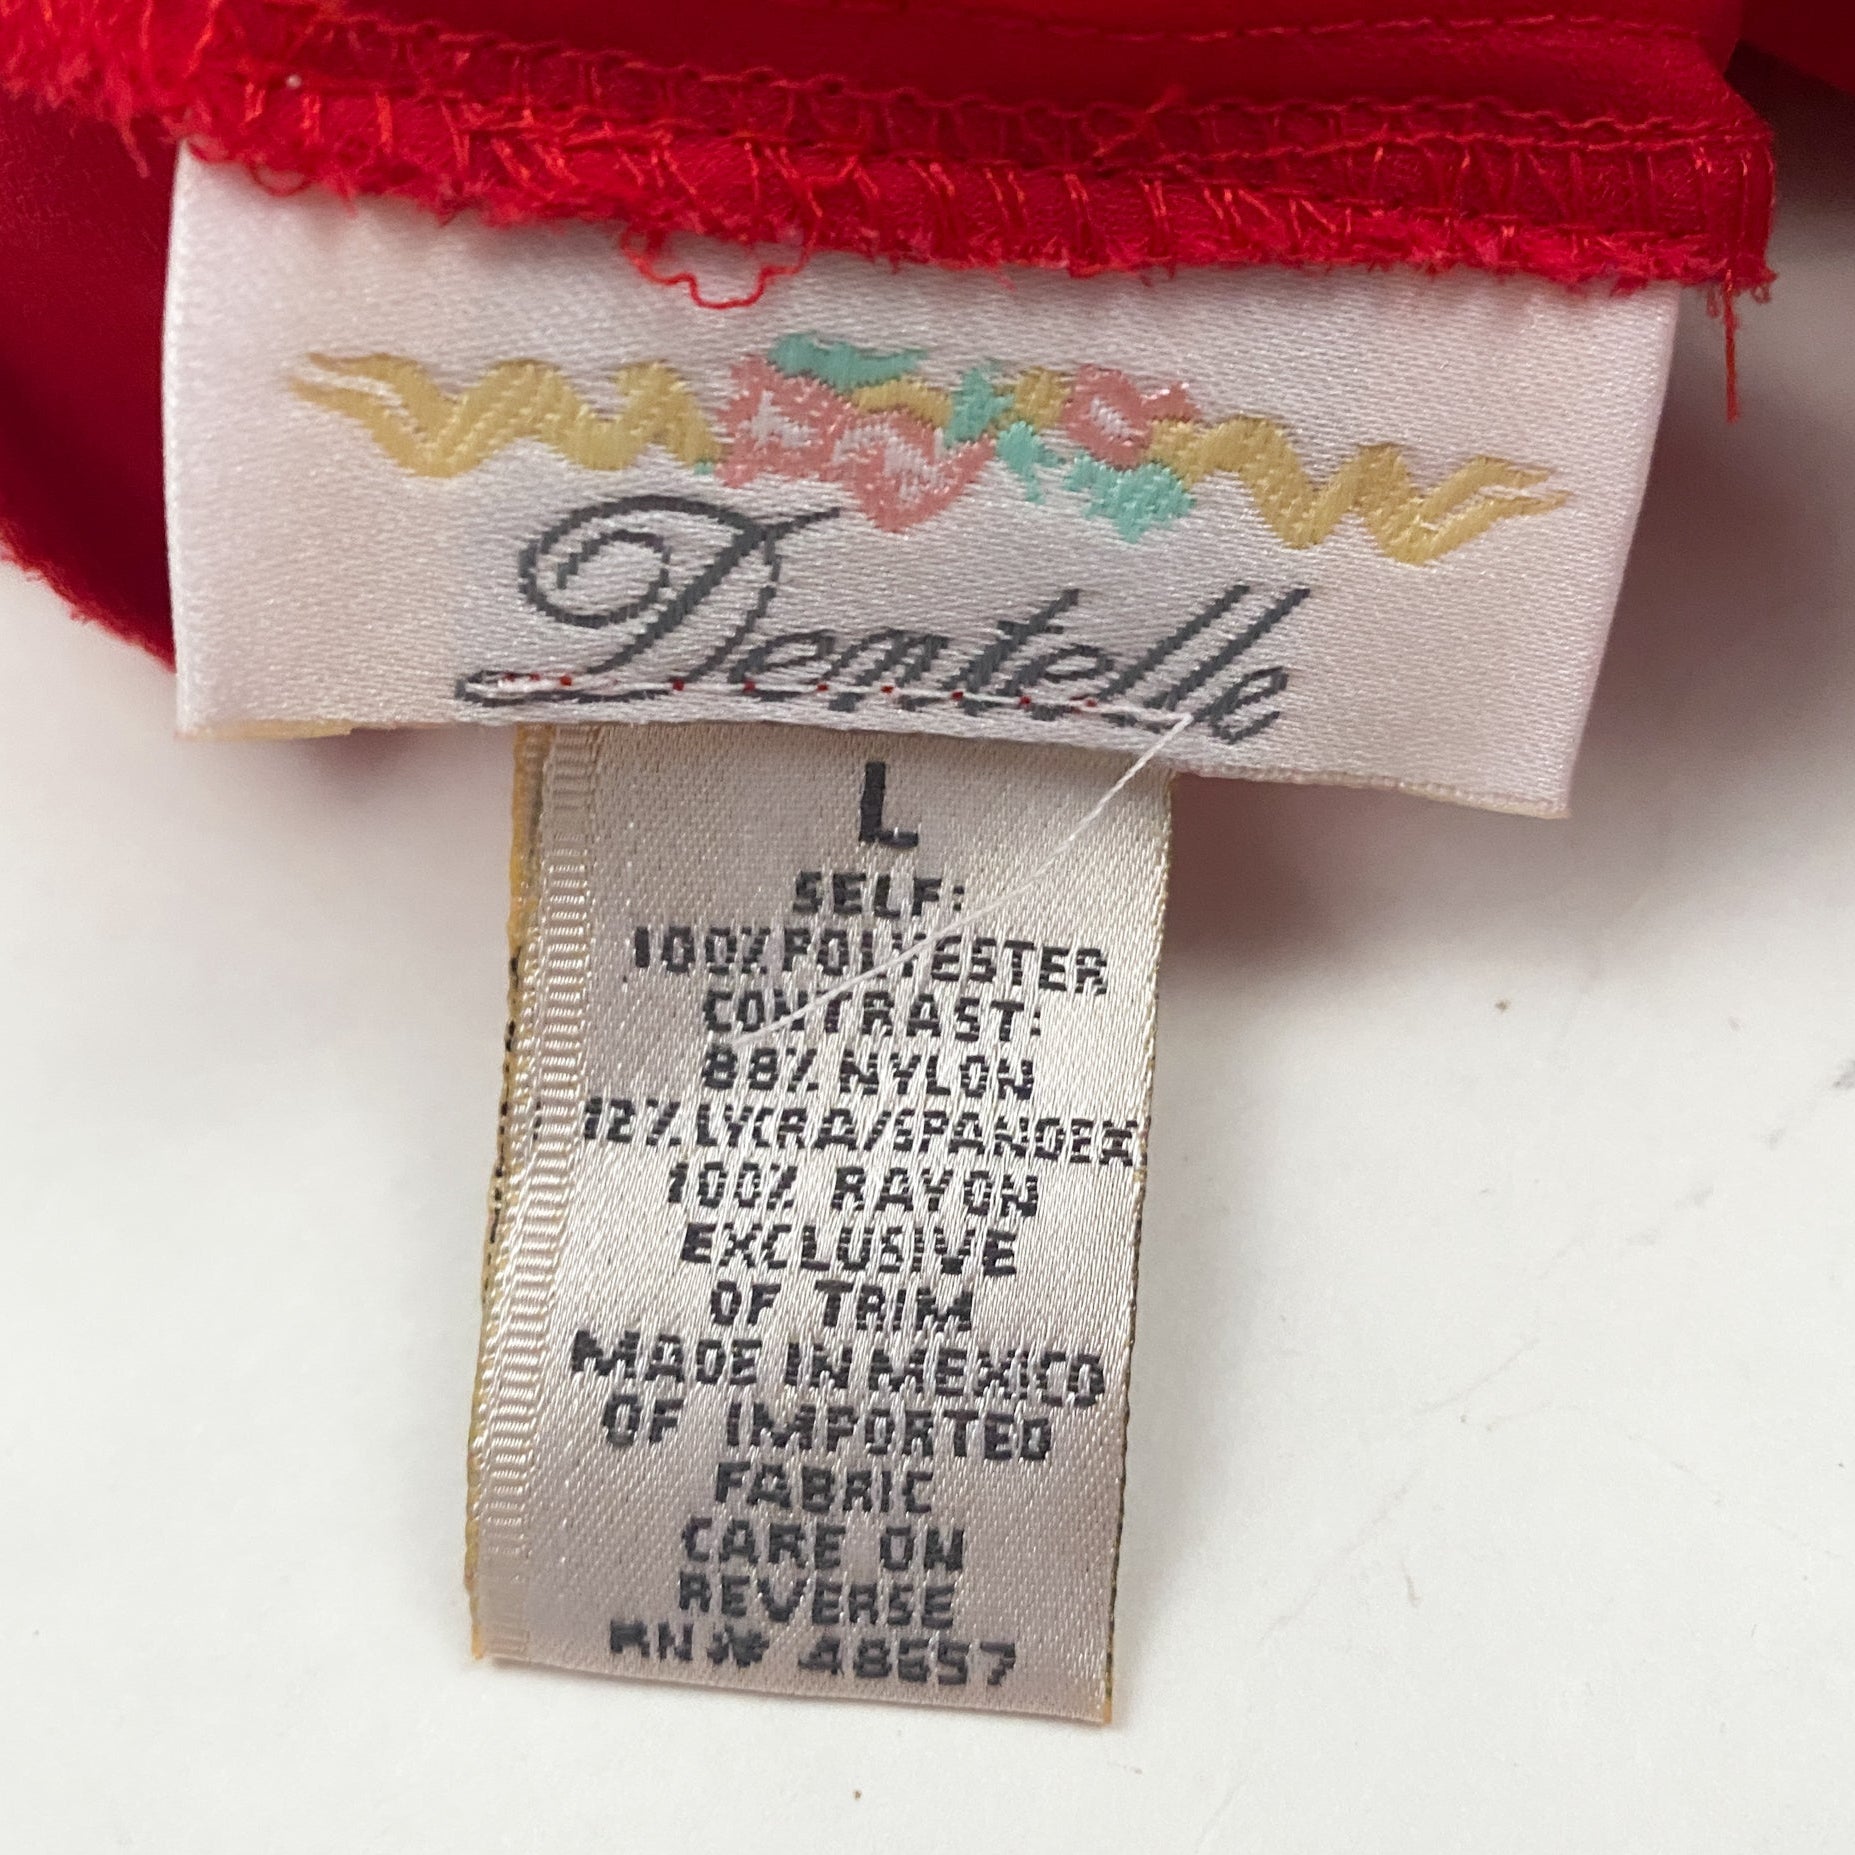 Dentelle
L
SELF:
100% POLYESTER
CONTRAST:
88% NYLON
12% LYCRA/SPANDEX
100% RAYON
EXCLUSIVE
OF TRIM
MADE IN MEXICO
OF IMPORTED
FABRIC
CARE ON
REVERSE
RN# 48657